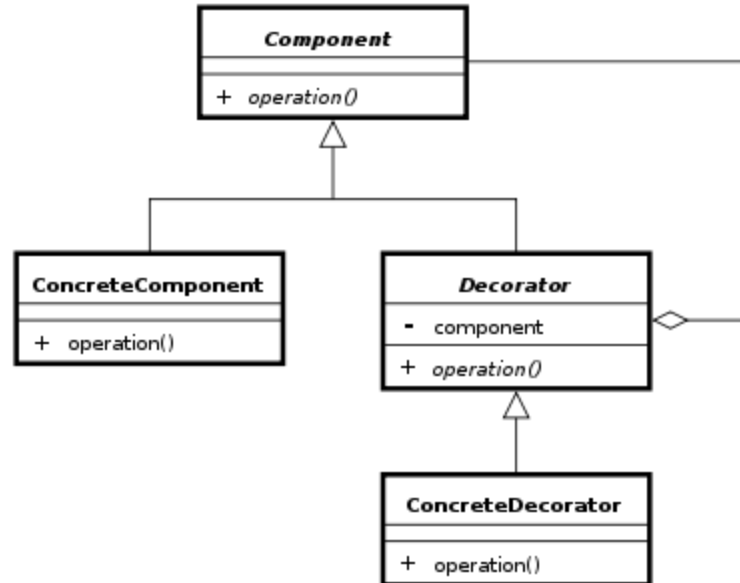 Component
+ operation()
ConcreteComponent
+ operation()
Decorator
- component
+ operation()
ConcreteDecorator
+ operation()